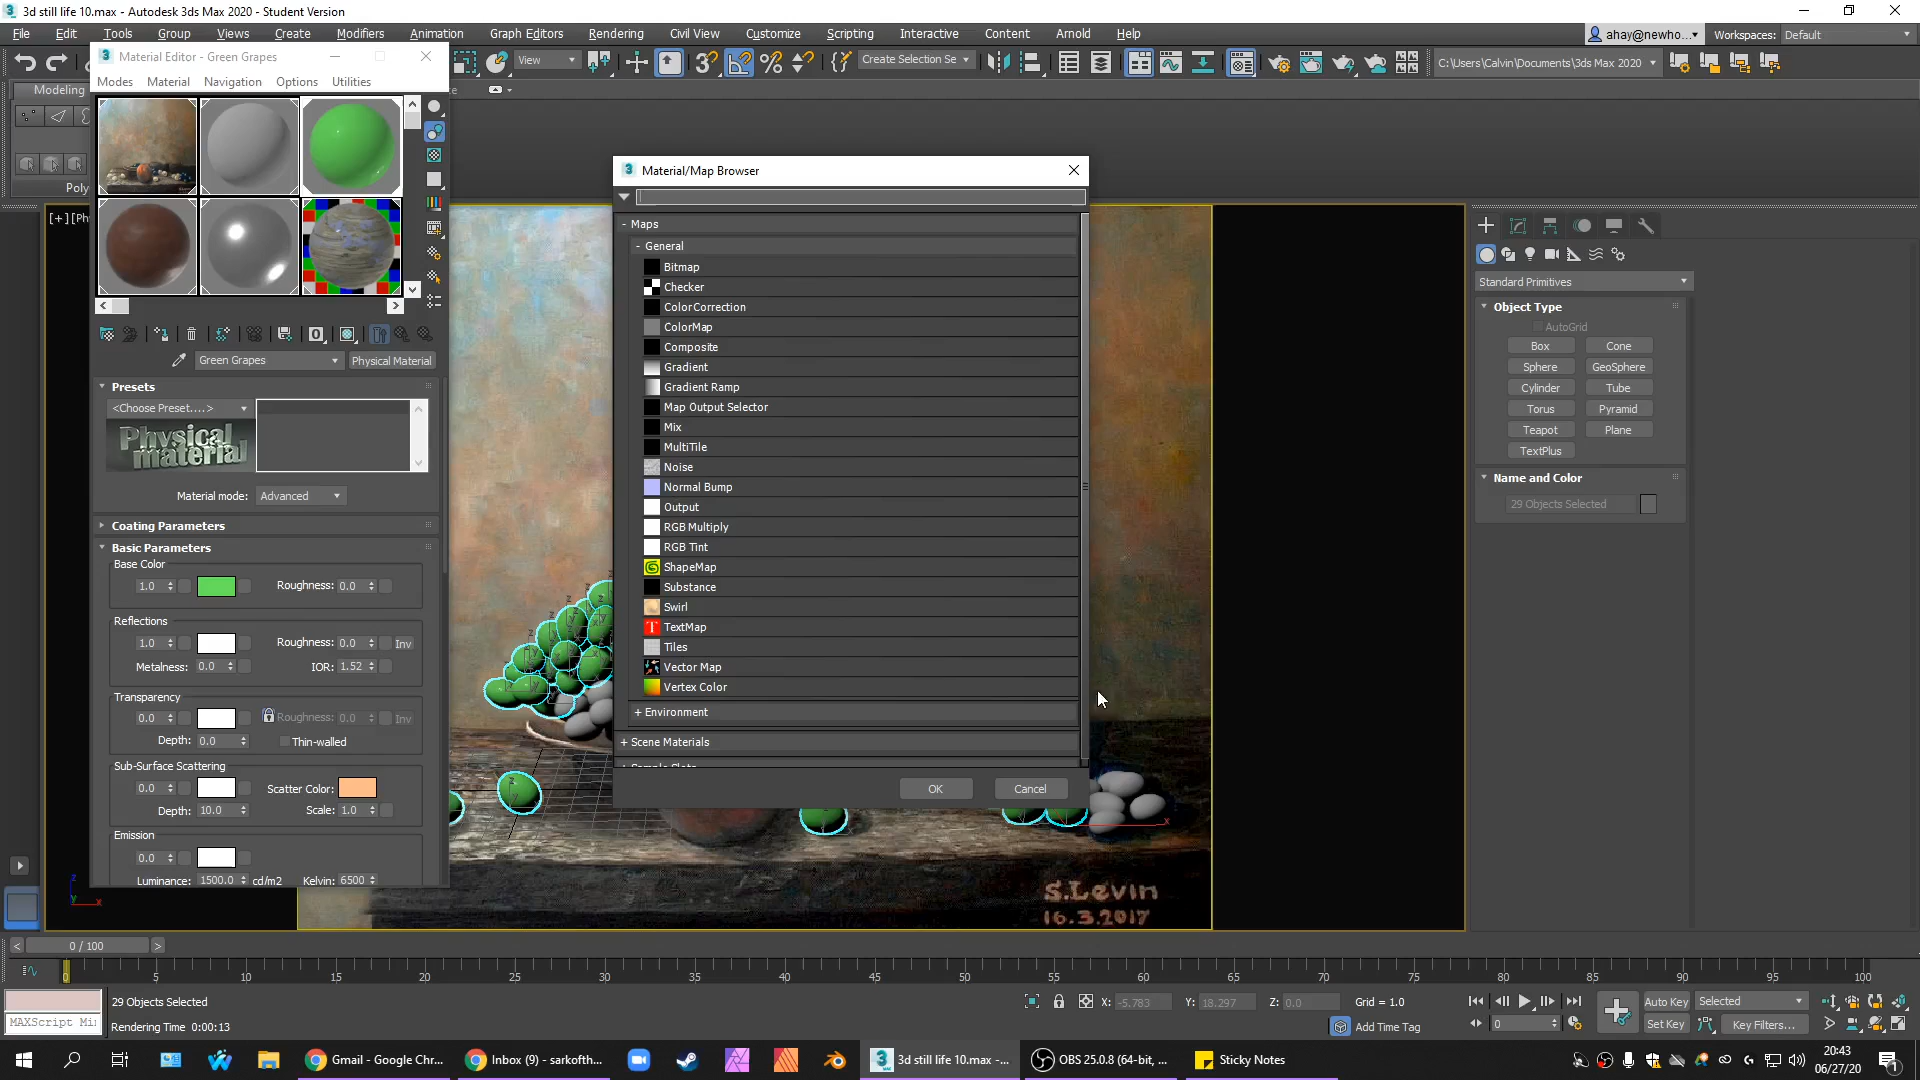 3d still life 10.max - Autodesk 3ds Max 2020 - Student Version
File Edit Tools Group Views Create Modifiers Animation Graph Editors Rendering Civil View Customize Scripting Interactive Content Arnold Help
ahay@newho... Workspaces: Default
View
Create Selection Se
C:\Users\Calvin\Documents\3ds Max 2020
Modeling
Material Editor - Green Grapes
Modes Material Navigation Options Utilities
Green Grapes Physical Material
Presets
<Choose Preset....>
Physical material
Material mode: Advanced
Coating Parameters
Basic Parameters
Base Color
1.0 Roughness: 0.0
Reflections
1.0 Roughness: 0.0 Inv
Metalness: 0.0 IOR: 1.52
Transparency
0.0 Roughness: 0.0 Inv
Depth: 0.0 Thin-walled
Sub-Surface Scattering
0.0 Scatter Color:
Depth: 10.0 Scale: 1.0
Emission
0.0
Luminance: 1500.0 cd/m2 Kelvin: 6500
Material/Map Browser
- Maps
- General
Bitmap
Checker
ColorCorrection
ColorMap
Composite
Gradient
Gradient Ramp
Map Output Selector
Mix
MultiTile
Noise
Normal Bump
Output
RGB Multiply
RGB Tint
ShapeMap
Substance
Swirl
TextMap
Tiles
Vector Map
Vertex Color
+ Environment
+ Scene Materials
OK Cancel
Standard Primitives
Object Type
AutoGrid
Box Cone
Sphere GeoSphere
Cylinder Tube
Torus Pyramid
Teapot Plane
TextPlus
Name and Color
29 Objects Selected
S.Levin
16.3.2017
0 / 100
0 5 10 15 20 25 30 35 40 45 50 55 60 65 70 75 80 85 90 95 100
29 Objects Selected
X: -5.783 Y: 18.297 Z: 0.0 Grid = 1.0
Auto Key Selected
MAXScript Mi
Rendering Time 0:00:13
Add Time Tag
0
Set Key Key Filters...
Gmail - Google Chr... Inbox (9) - sarkofth... 3d still life 10.max -... OBS 25.0.8 (64-bit, ... Sticky Notes
20:43
06/27/20